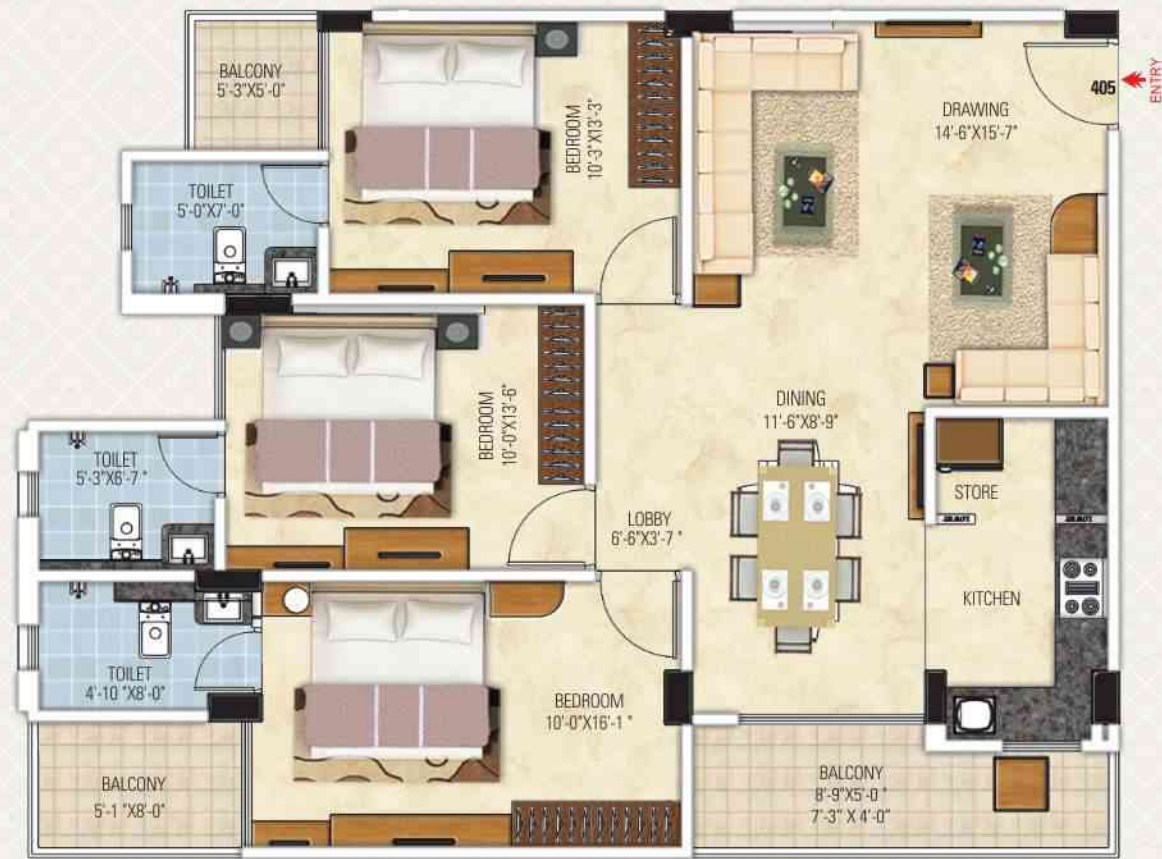 BALCONY
5'-3"X5'-0"
BEDROOM
10'-3"X13'-3"
DRAWING
14'-6"X15'-7"
405
ENTRY
TOILET
5'-0"X7'-0"
BEDROOM
10'-0"X13'-6"
DINING
11'-6"X8'-9"
TOILET
5'-3"X6'-7 "
STORE
LOBBY
6'-6"X3'-7 "
KITCHEN
TOILET
4'-10 "X8'-0"
BEDROOM
10'-0"X16'-1 "
BALCONY
5'-1 "X8'-0"
BALCONY
8'-9"X5'-0 "
7'-3" X 4'-0"